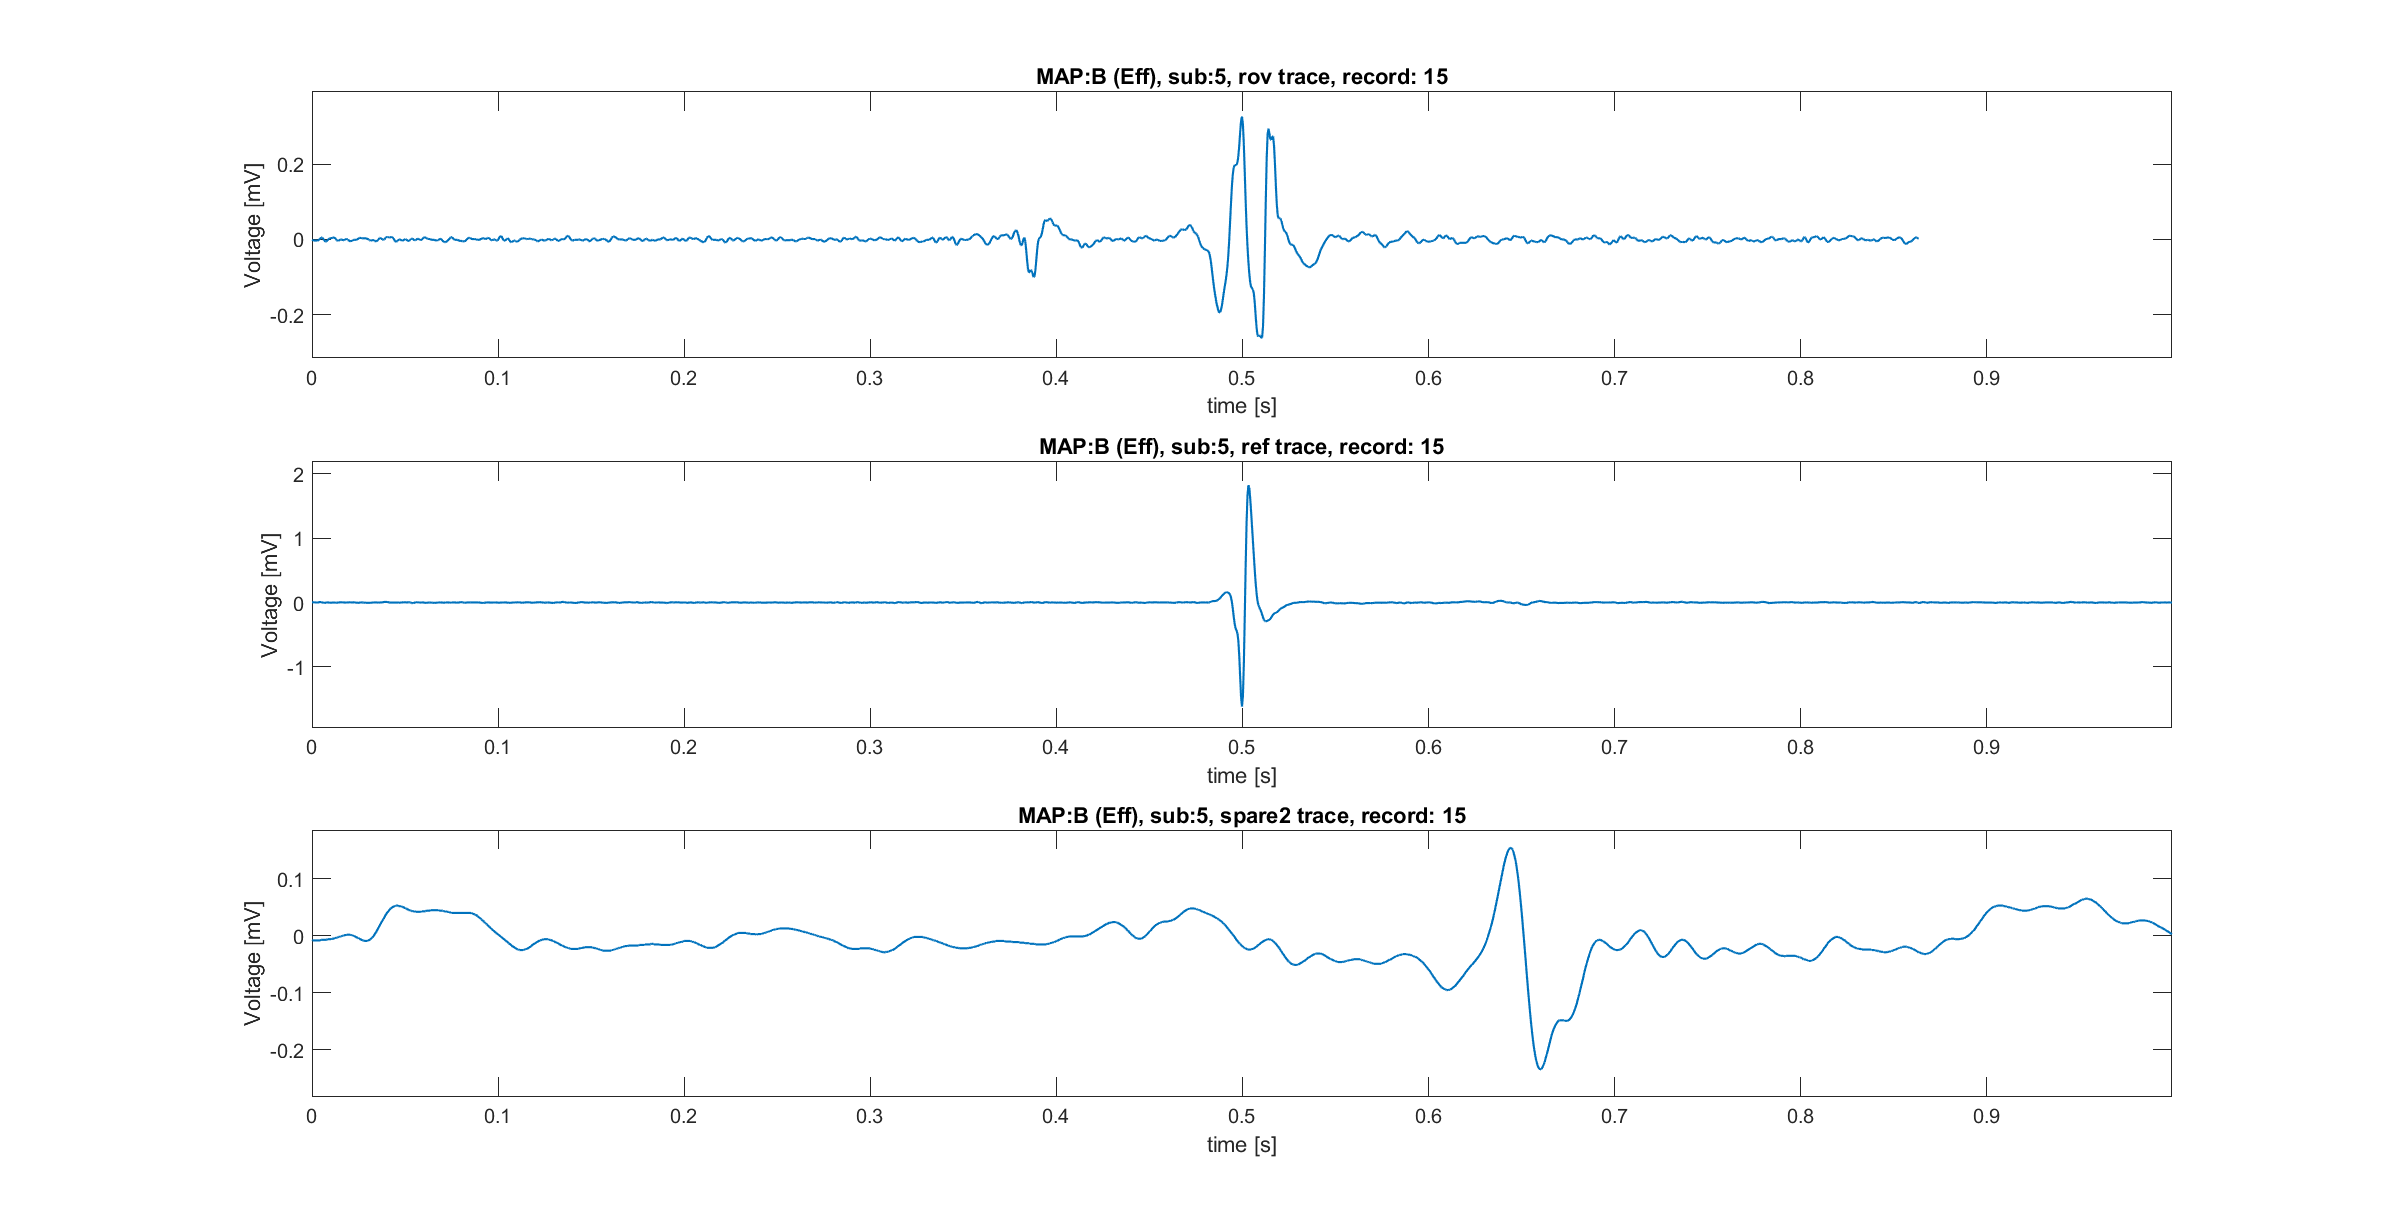 MAP:B (Eff), sub:5, rov trace, record: 15
Voltage [mV]
0.2
0
-0.2
0 0.1 0.2 0.3 0.4 0.5 0.6 0.7 0.8 0.9
time [s]
MAP:B (Eff), sub:5, ref trace, record: 15
Voltage [mV]
2
1
0
-1
0 0.1 0.2 0.3 0.4 0.5 0.6 0.7 0.8 0.9
time [s]
MAP:B (Eff), sub:5, spare2 trace, record: 15
Voltage [mV]
0.1
0
-0.1
-0.2
0 0.1 0.2 0.3 0.4 0.5 0.6 0.7 0.8 0.9
time [s]